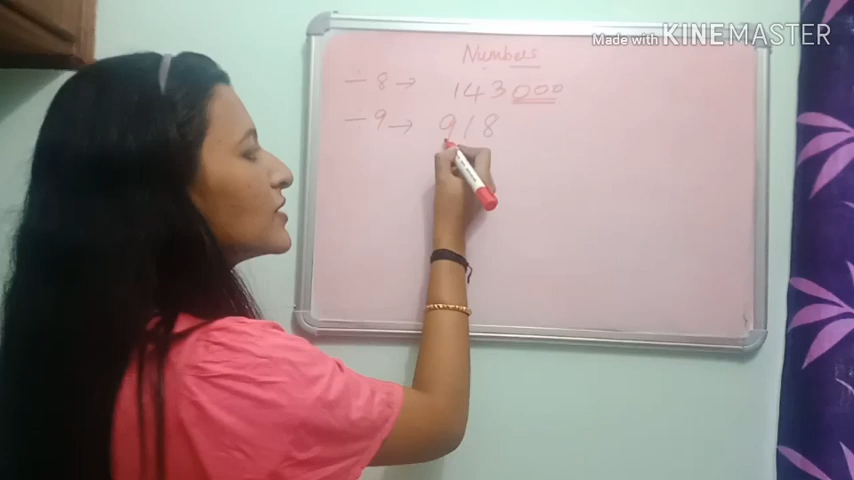 Made with KINEMASTER
Numbers
÷ 8 → 143000
÷ 9 → 918